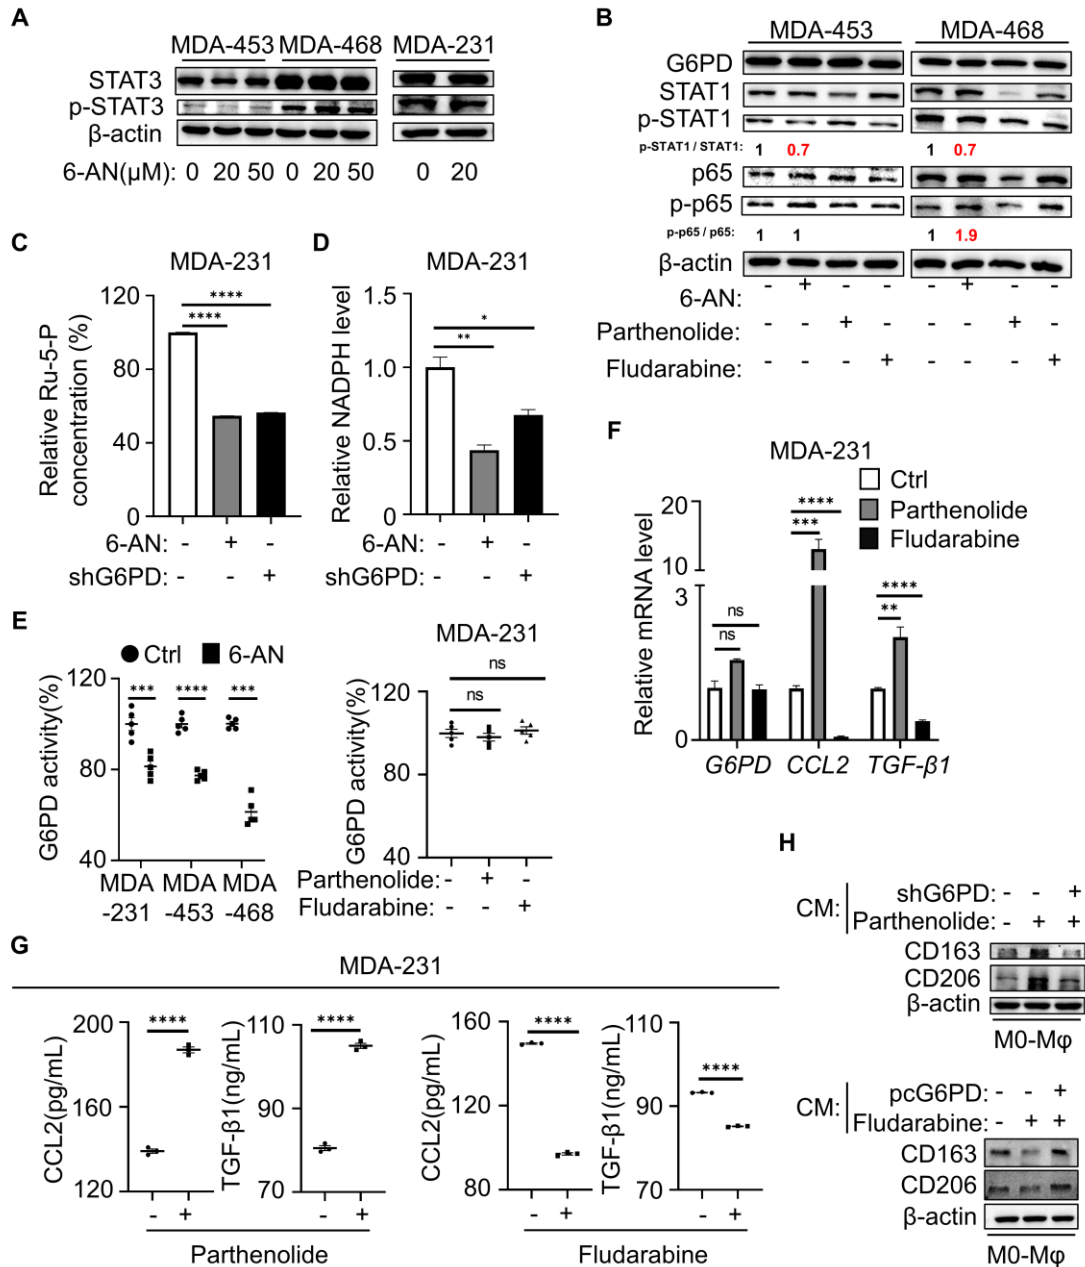 A
MDA-453 MDA-468 MDA-231
STAT3
p-STAT3
β-actin
6-AN(μM): 0 20 50 0 20 50 0 20
B
MDA-453 MDA-468
G6PD
STAT1
p-STAT1
p-STAT1 / STAT1: 1 0.7 1 0.7
p65
p-p65
p-p65 / p65: 1 1 1 1.9
β-actin
6-AN: - + - - - + - -
Parthenolide: - - + - - - + -
Fludarabine: - - - + - - - +
C
MDA-231
Relative Ru-5-P concentration (%)
120
80
40
0
****
****
6-AN: - + -
shG6PD: - - +
D
MDA-231
Relative NADPH level
1.5
1.0
0.5
0
*
**
6-AN: - + -
shG6PD: - - +
E
Ctrl 6-AN
G6PD activity(%)
120
80
40
*** **** ***
MDA MDA MDA
-231 -453 -468
MDA-231
G6PD activity(%)
120
80
40
ns
ns
Parthenolide: - + -
Fludarabine: - - +
F
MDA-231
Ctrl
Parthenolide
Fludarabine
Relative mRNA level
20
10
3
0
ns
ns
****
***
****
**
G6PD CCL2 TGF-β1
G
MDA-231
CCL2(pg/mL)
200
160
120
****
- +
TGF-β1(ng/mL)
110
90
70
****
- +
Parthenolide
CCL2(pg/mL)
160
120
80
****
- +
TGF-β1(ng/mL)
110
90
70
****
- +
Fludarabine
H
CM:
shG6PD: - - +
Parthenolide: - + +
CD163
CD206
β-actin
M0-Mφ
CM:
pcG6PD: - - +
Fludarabine: - + +
CD163
CD206
β-actin
M0-Mφ